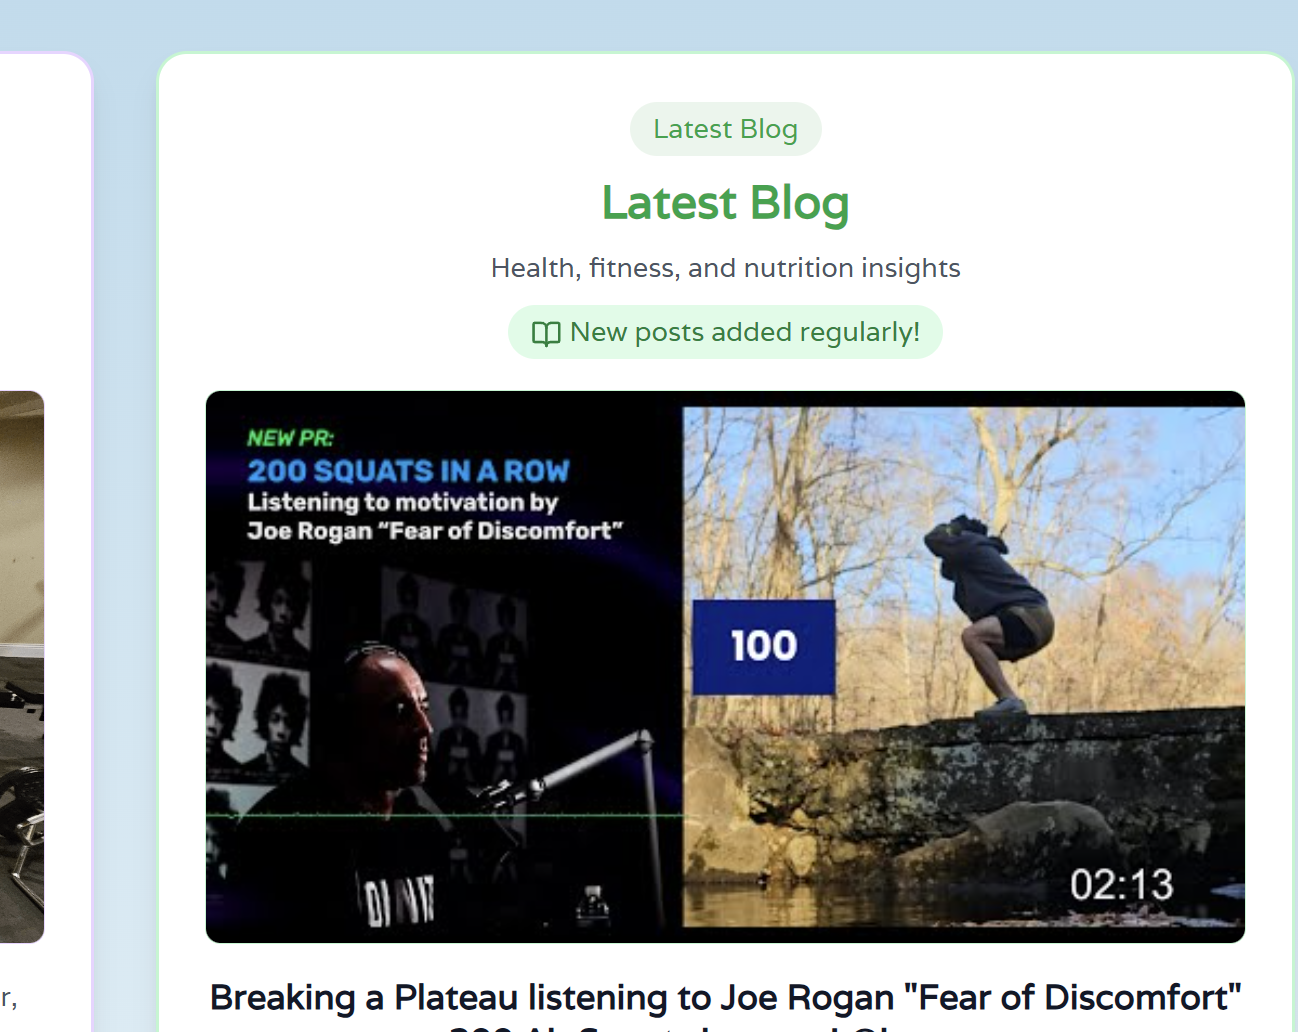 Latest Blog
Latest Blog
Health, fitness, and nutrition insights
New posts added regularly!
NEW PR:
200 SQUATS IN A ROW
Listening to motivation by
Joe Rogan “Fear of Discomfort”
100
02:13
r,
Breaking a Plateau listening to Joe Rogan "Fear of Discomfort"